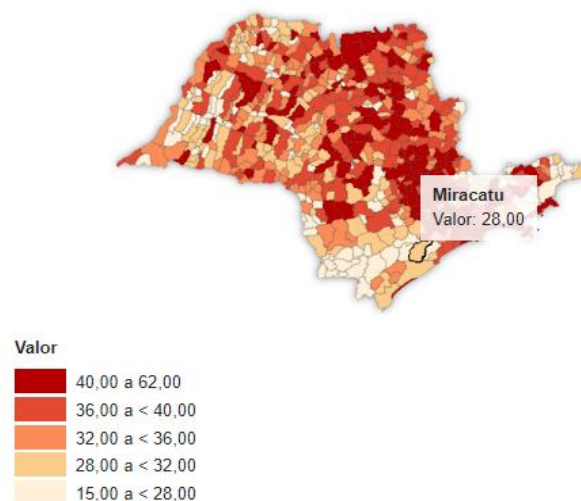 Miracatu
Valor: 28,00
Valor
40,00 a 62,00
36,00 a < 40,00
32,00 a < 36,00
28,00 a < 32,00
15,00 a < 28,00